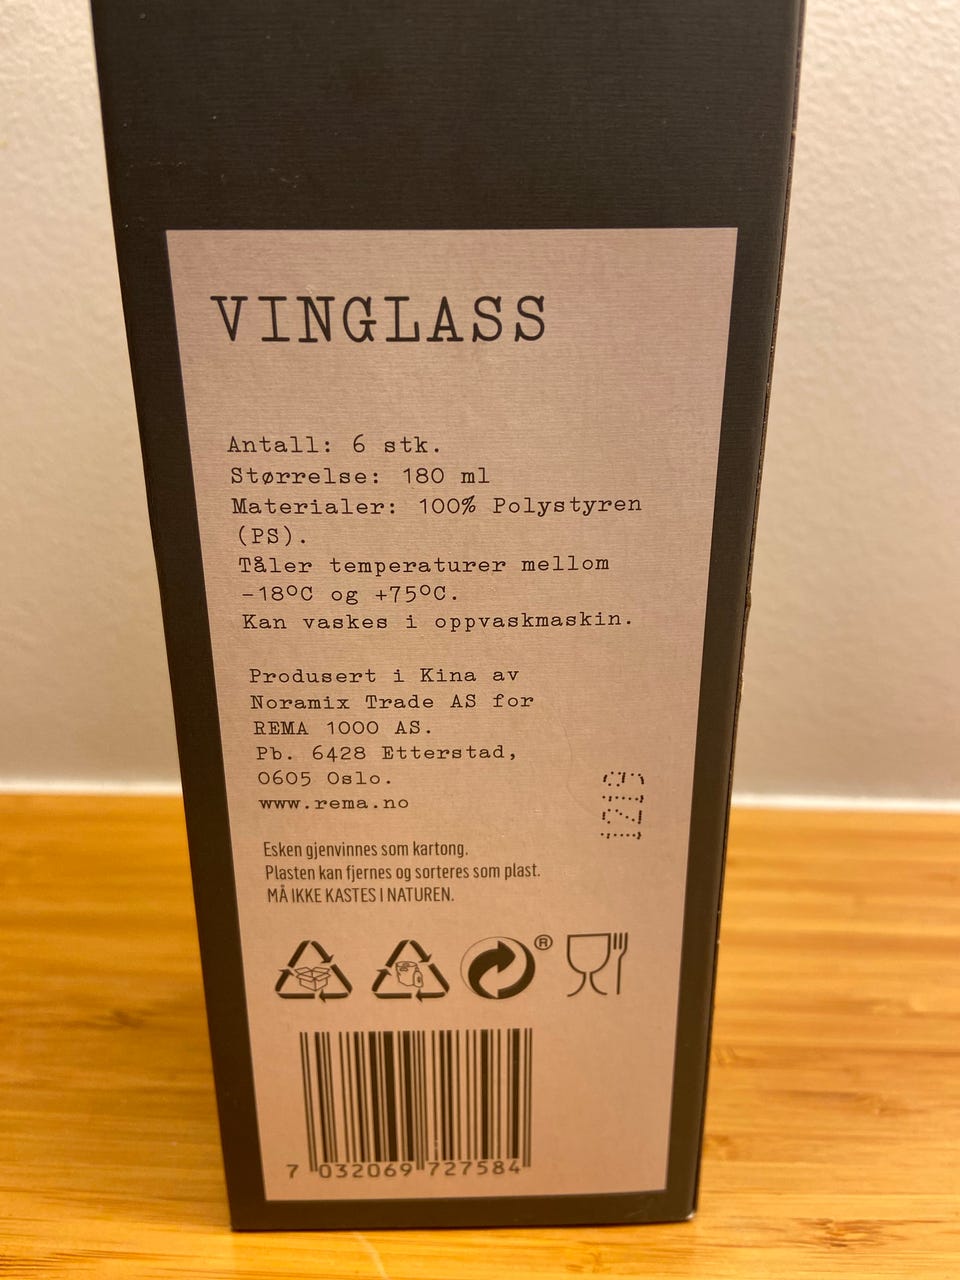 VINGLASS
Antall: 6 stk.
Størrelse: 180 ml
Materialer: 100% Polystyren
(PS).
Tåler temperaturer mellom
-18ºC og +75ºC.
Kan vaskes i oppvaskmaskin.
Produsert i Kina av
Noramix Trade AS for
REMA 1000 AS.
Pb. 6428 Etterstad,
0605 Oslo.
www.rema.no
Esken gjenvinnes som kartong.
Plasten kan fjernes og sorteres som plast.
MÅ IKKE KASTES I NATUREN.
®
7 032069 727584